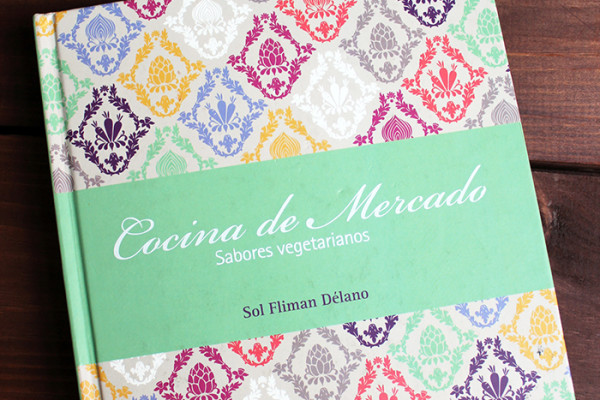 Cocina de Mercado
Sabores vegetarianos
Sol Fliman Délano